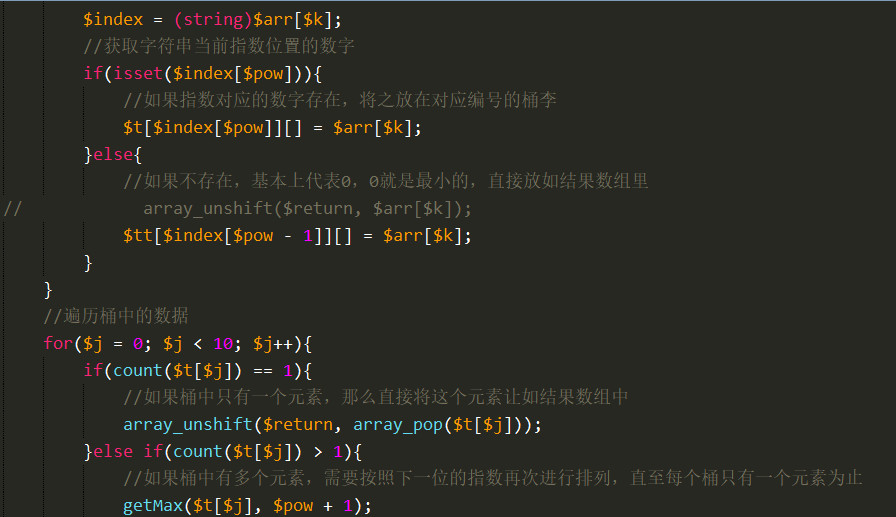 $index = (string)$arr[$k];
//获取字符串当前指数位置的数字
if(isset($index[$pow])){
//如果指数对应的数字存在，将之放在对应编号的桶李
$t[$index[$pow]][] = $arr[$k];
}else{
//如果不存在，基本上代表0，0就是最小的，直接放如结果数组里
// array_unshift($return, $arr[$k]);
$tt[$index[$pow - 1]][] = $arr[$k];
}
}
//遍历桶中的数据
for($j = 0; $j < 10; $j++){
if(count($t[$j]) == 1){
//如果桶中只有一个元素，那么直接将这个元素让如结果数组中
array_unshift($return, array_pop($t[$j]));
}else if(count($t[$j]) > 1){
//如果桶中有多个元素，需要按照下一位的指数再次进行排列，直至每个桶只有一个元素为止
getMax($t[$j], $pow + 1);